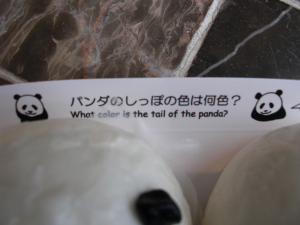 パンダのしっぽの色は何色？
What color is the tail of the panda?